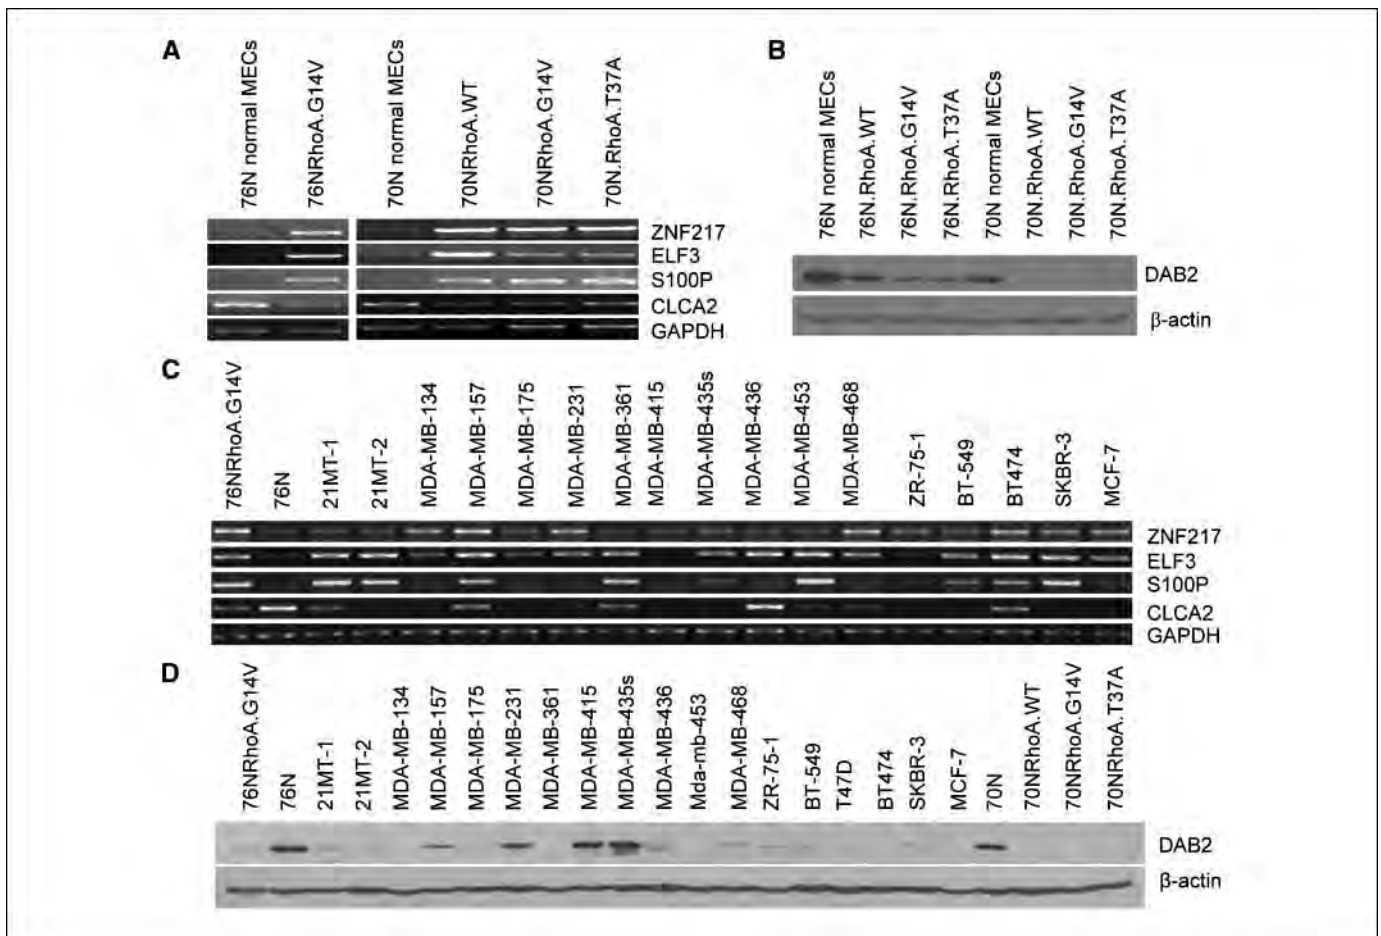 A
76N normal MECs
76NRhoA.G14V
70N normal MECs
70NRhoA.WT
70NRhoA.G14V
70N.RhoA.T37A
ZNF217
ELF3
S100P
CLCA2
GAPDH
B
76N normal MECs
76N.RhoA.WT
76N.RhoA.G14V
76N.RhoA.T37A
70N normal MECs
70N.RhoA.WT
70N.RhoA.G14V
70N.RhoA.T37A
DAB2
β-actin
C
76NRhoA.G14V
76N
21MT-1
21MT-2
MDA-MB-134
MDA-MB-157
MDA-MB-175
MDA-MB-231
MDA-MB-361
MDA-MB-415
MDA-MB-435s
MDA-MB-436
MDA-MB-453
MDA-MB-468
ZR-75-1
BT-549
BT474
SKBR-3
MCF-7
ZNF217
ELF3
S100P
CLCA2
GAPDH
D
76NRhoA.G14V
76N
21MT-1
21MT-2
MDA-MB-134
MDA-MB-157
MDA-MB-175
MDA-MB-231
MDA-MB-361
MDA-MB-415
MDA-MB-435s
MDA-MB-436
Mda-mb-453
MDA-MB-468
ZR-75-1
BT-549
T47D
BT474
SKBR-3
MCF-7
70N
70NRhoA.WT
70NRhoA.G14V
70NRhoA.T37A
DAB2
β-actin